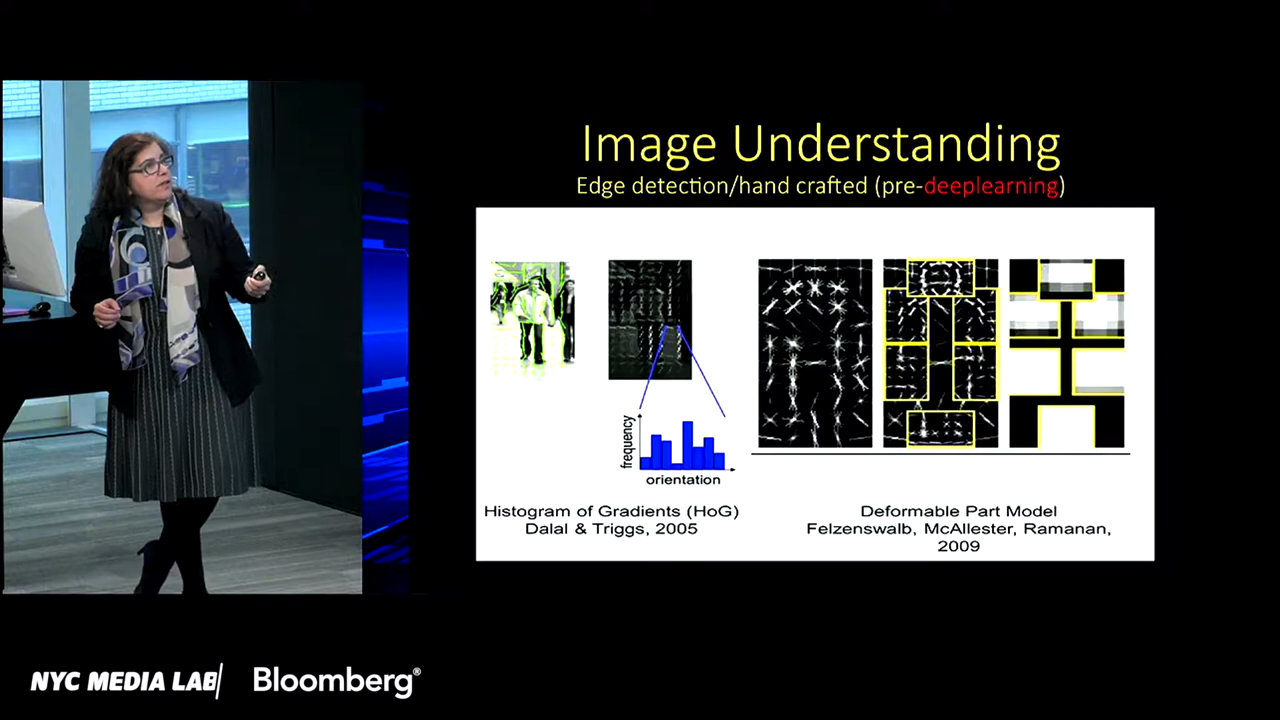 Image Understanding
Edge detection/hand crafted (pre-deeplearning)
frequency
orientation
Histogram of Gradients (HoG)
Dalal & Triggs, 2005
Deformable Part Model
Felzenswalb, McAllester, Ramanan,
2009
NYC MEDIA LAB
Bloomberg®